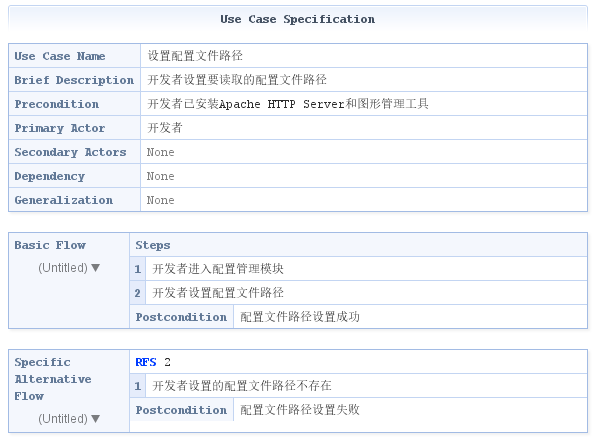 Use Case Specification
Use Case Name 设置配置文件路径
Brief Description 开发者设置要读取的配置文件路径
Precondition 开发者已安装Apache HTTP Server和图形管理工具
Primary Actor 开发者
Secondary Actors None
Dependency None
Generalization None
Basic Flow Steps
(Untitled) ▼ 1 开发者进入配置管理模块
2 开发者设置配置文件路径
Postcondition 配置文件路径设置成功
Specific RFS 2
Alternative 1 开发者设置的配置文件路径不存在
Flow
(Untitled) ▼ Postcondition 配置文件路径设置失败